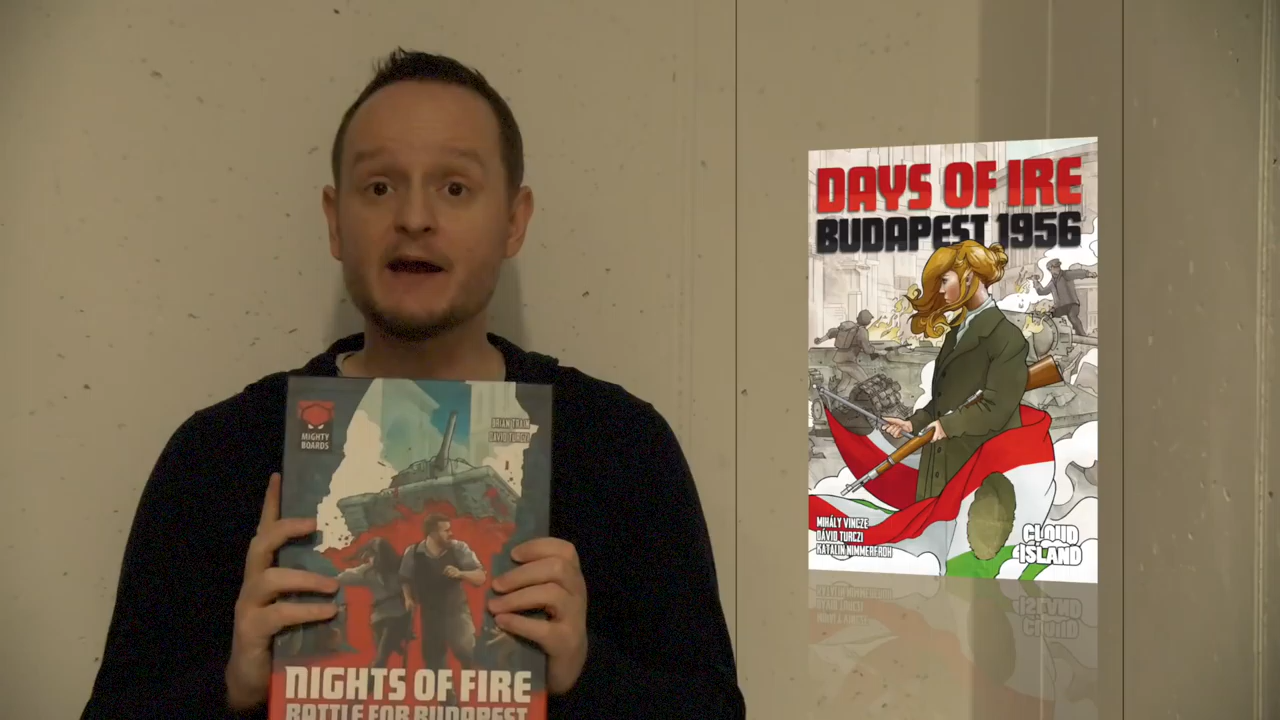 MIGHTY
BOARDS
BRIAN TRAIN
DÁVID TURCZI
NIGHTS OF FIRE
BATTLE FOR BUDAPEST
DAYS OF IRE
BUDAPEST 1956
MIHÁLY VINCZE
DÁVID TURCZI
KATALIN NIMMERFROH
CLOUD
ISLAND